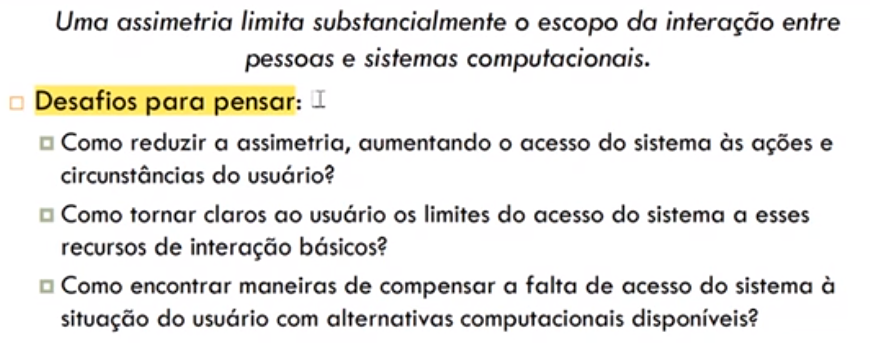 Uma assimetria limita substancialmente o escopo da interação entre
pessoas e sistemas computacionais.
Desafios para pensar:
Como reduzir a assimetria, aumentando o acesso do sistema às ações e
circunstâncias do usuário?
Como tornar claros ao usuário os limites do acesso do sistema a esses
recursos de interação básicos?
Como encontrar maneiras de compensar a falta de acesso do sistema à
situação do usuário com alternativas computacionais disponíveis?